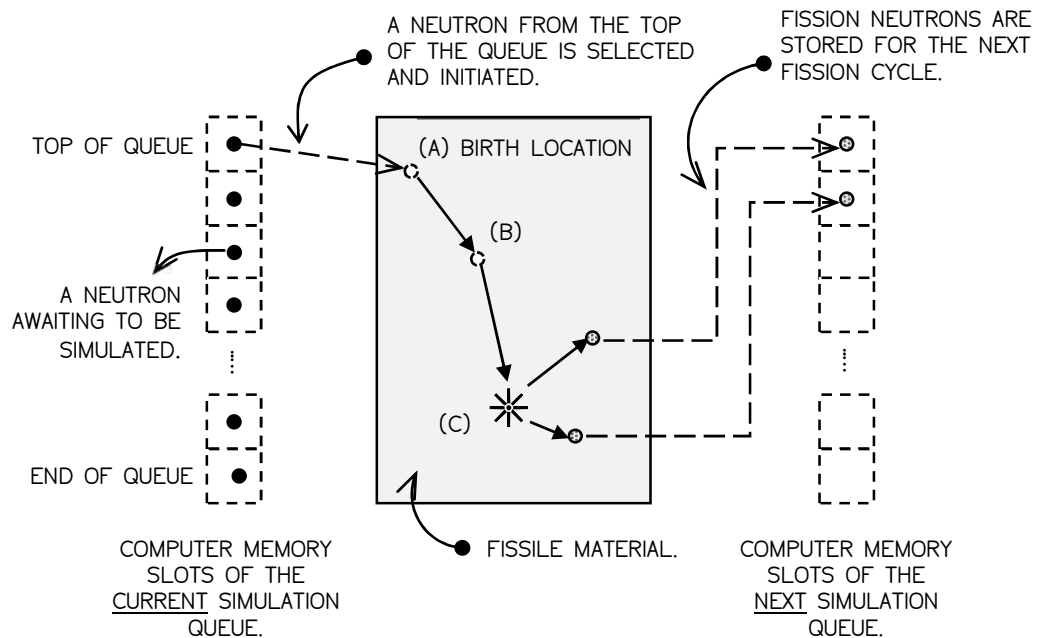 A NEUTRON FROM THE TOP
OF THE QUEUE IS SELECTED
AND INITIATED.
FISSION NEUTRONS ARE
STORED FOR THE NEXT
FISSION CYCLE.
TOP OF QUEUE
(A) BIRTH LOCATION
(B)
A NEUTRON
AWAITING TO BE
SIMULATED.
(C)
END OF QUEUE
FISSILE MATERIAL.
COMPUTER MEMORY
SLOTS OF THE
CURRENT SIMULATION
QUEUE.
COMPUTER MEMORY
SLOTS OF THE
NEXT SIMULATION
QUEUE.